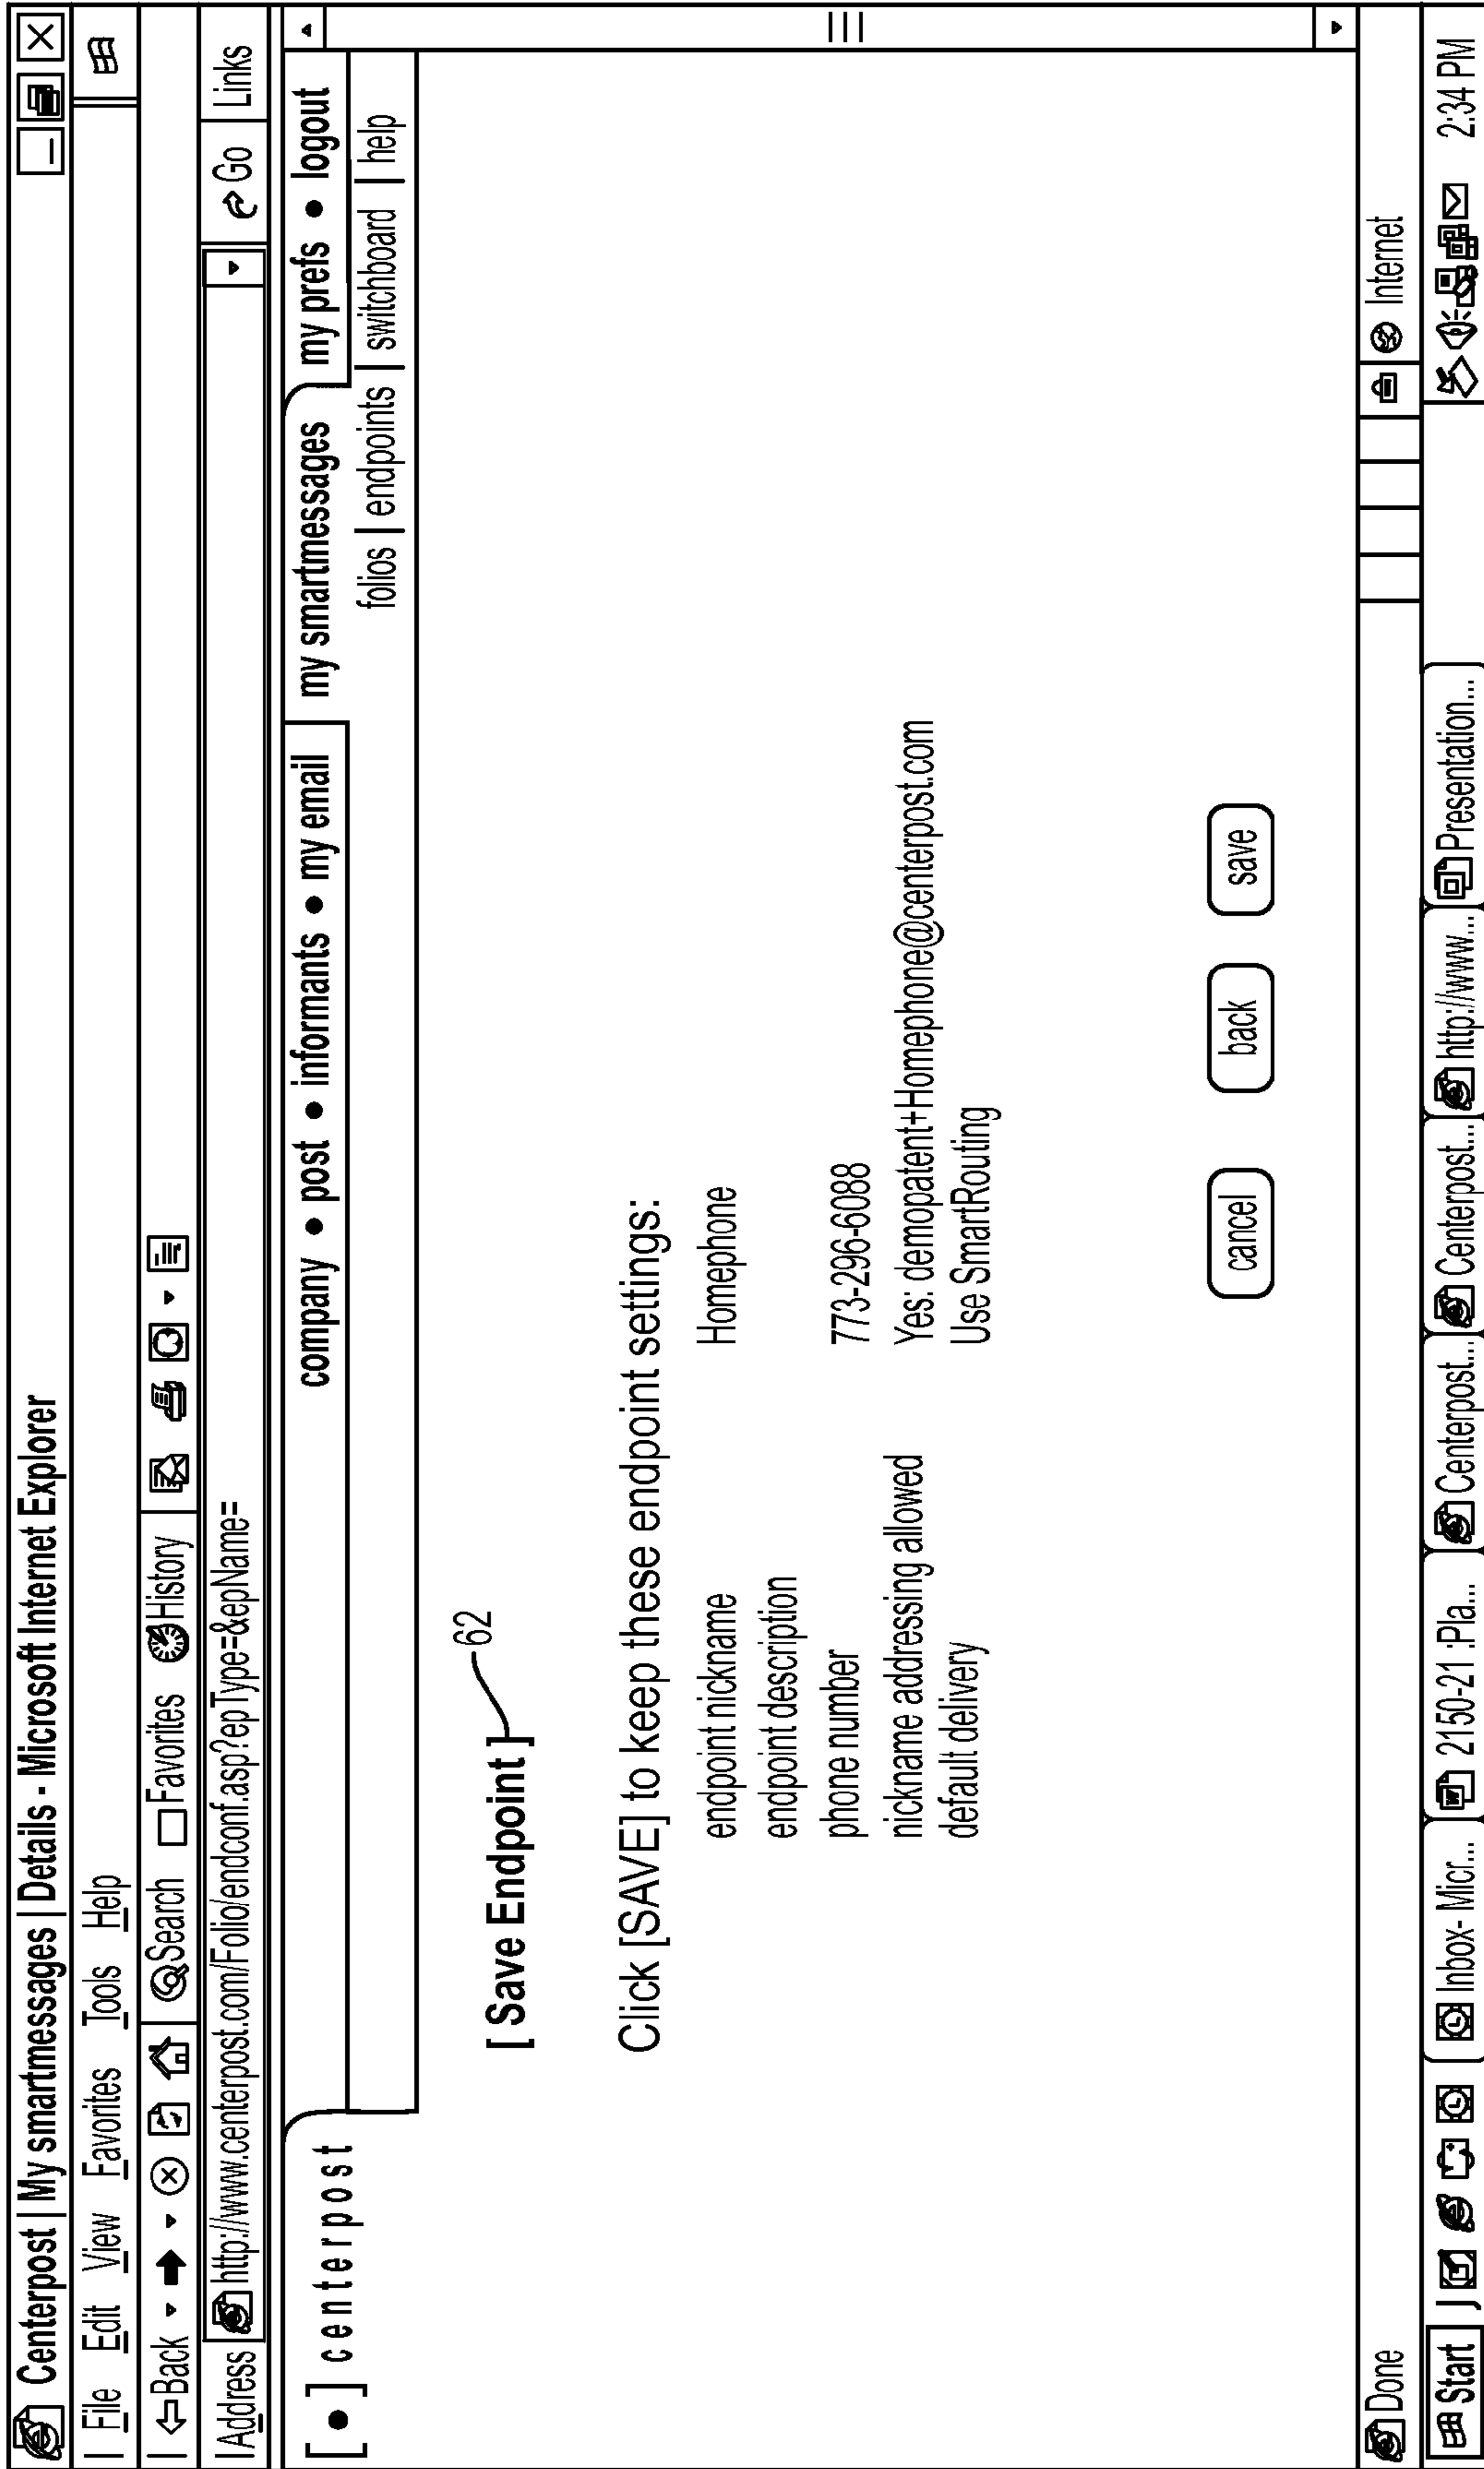 Centerpost | My smartmessages | Details - Microsoft Internet Explorer
File Edit View Favorites Tools Help
Back Search Favorites History
Address http://www.centerpost.com/Folio/endconf.asp?epType=&epName= Go Links
[ • ] centerpost company • post • informants • my email my smartmessages my prefs • logout
folios | endpoints | switchboard | help
[ Save Endpoint ] 62
Click [SAVE] to keep these endpoint settings:
endpoint nickname Homephone
endpoint description
phone number 773-296-6088
nickname addressing allowed Yes: demopatent+Homephone@centerpost.com
default delivery Use SmartRouting
cancel back save
Done Internet
Start Inbox- Micr... 2150-21 :Pla... Centerpost... Centerpost... http://www... Presentation... 2:34 PM